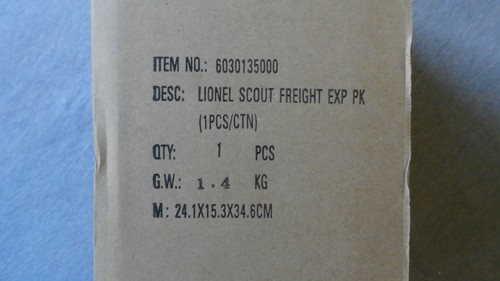 ITEM NO.: 6030135000
DESC: LIONEL SCOUT FREIGHT EXP PK
(1PCS/CTN)
QTY: 1 PCS
G.W.: 1.4 KG
M: 24.1X15.3X34.6CM